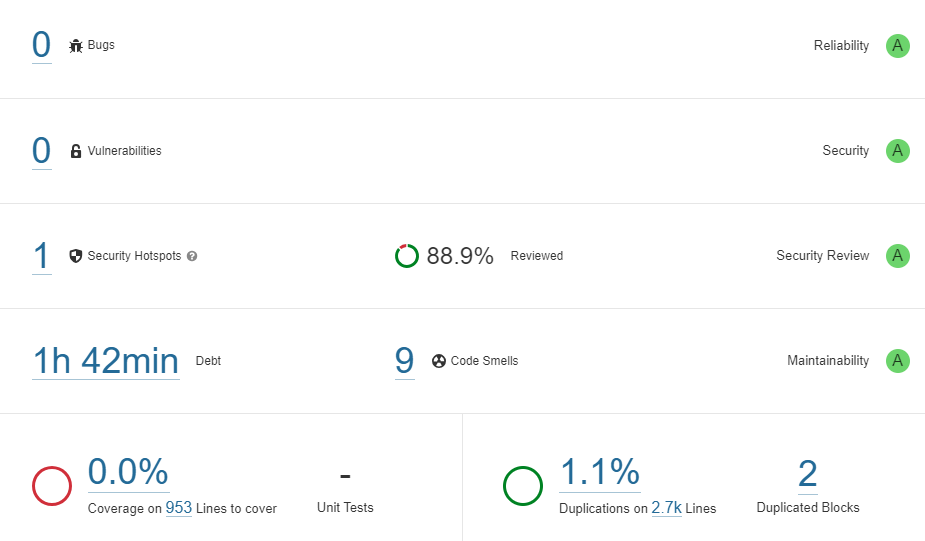 0 Bugs Reliability A
0 Vulnerabilities Security A
1 Security Hotspots ? 88.9% Reviewed Security Review A
1h 42min Debt 9 Code Smells Maintainability A
0.0% - 1.1% 2
Coverage on 953 Lines to cover Unit Tests Duplications on 2.7k Lines Duplicated Blocks